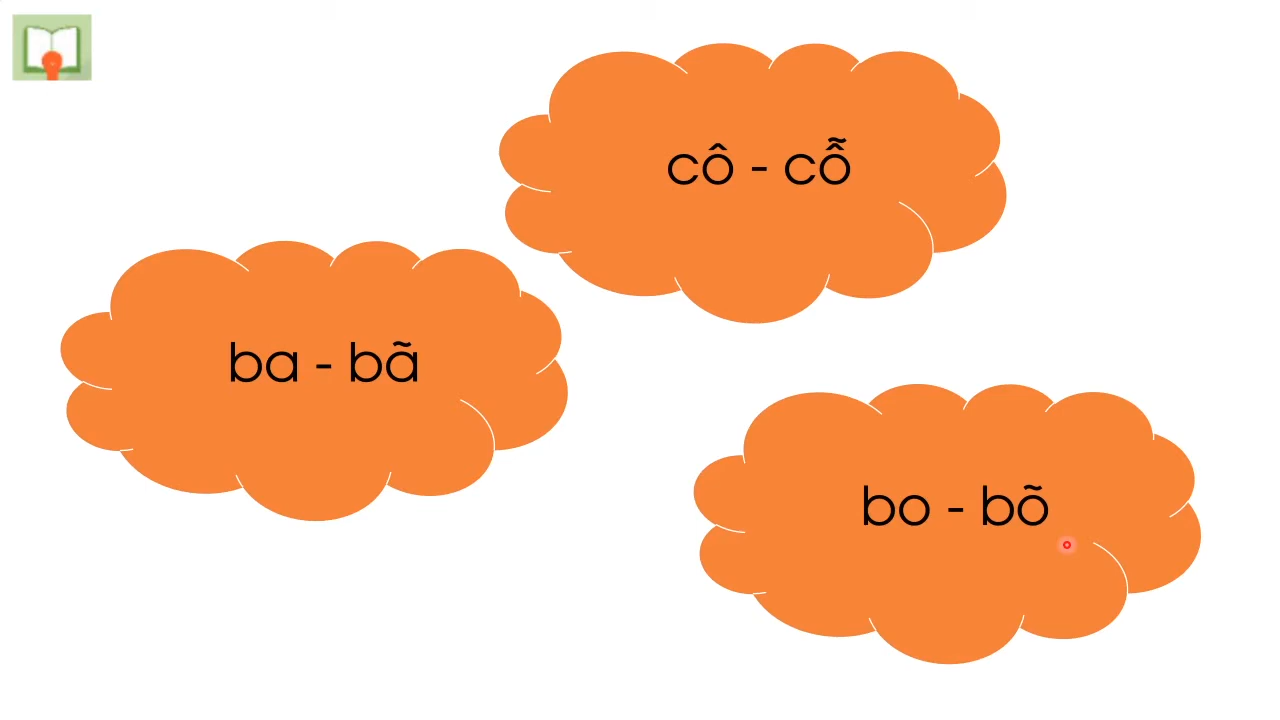 cô - cỗ
ba - bã
bo - bõ